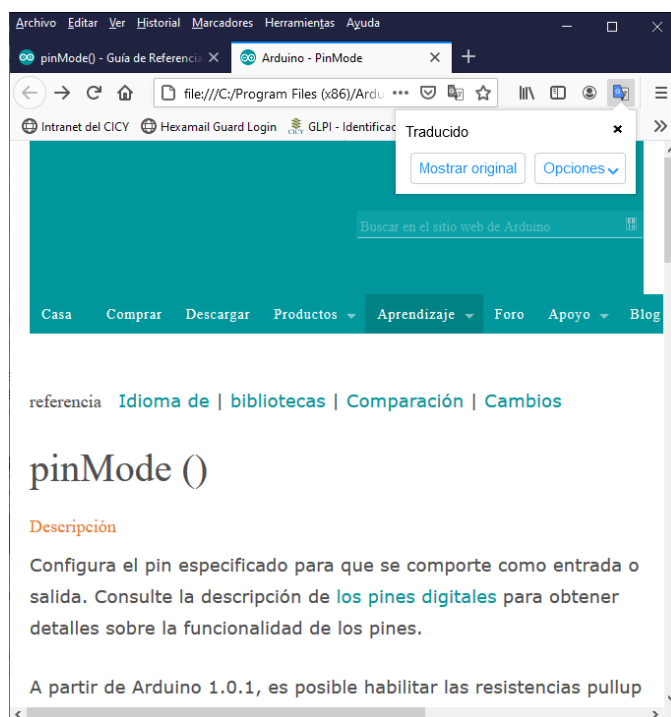 Archivo Editar Ver Historial Marcadores Herramientas Ayuda
pinMode() - Guía de Referencia Arduino - PinMode
file:///C:/Program Files (x86)/Ardu
Intranet del CICY Hexamail Guard Login GLPI - Identificac
Traducido
Mostrar original Opciones
Buscar en el sitio web de Arduino
Casa Comprar Descargar Productos Aprendizaje Foro Apoyo Blog
referencia Idioma de | bibliotecas | Comparación | Cambios
pinMode ()
Descripción
Configura el pin especificado para que se comporte como entrada o
salida. Consulte la descripción de los pines digitales para obtener
detalles sobre la funcionalidad de los pines.
A partir de Arduino 1.0.1, es posible habilitar las resistencias pullup